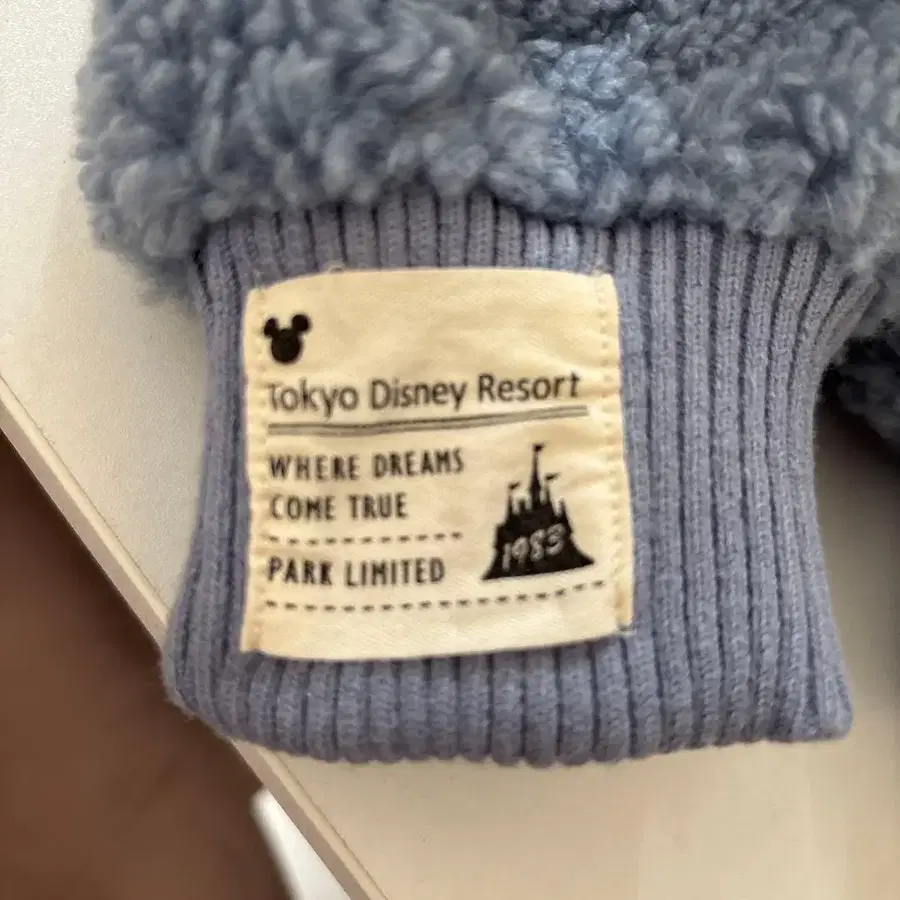 Tokyo Disney Resort
WHERE DREAMS
COME TRUE
1983
PARK LIMITED